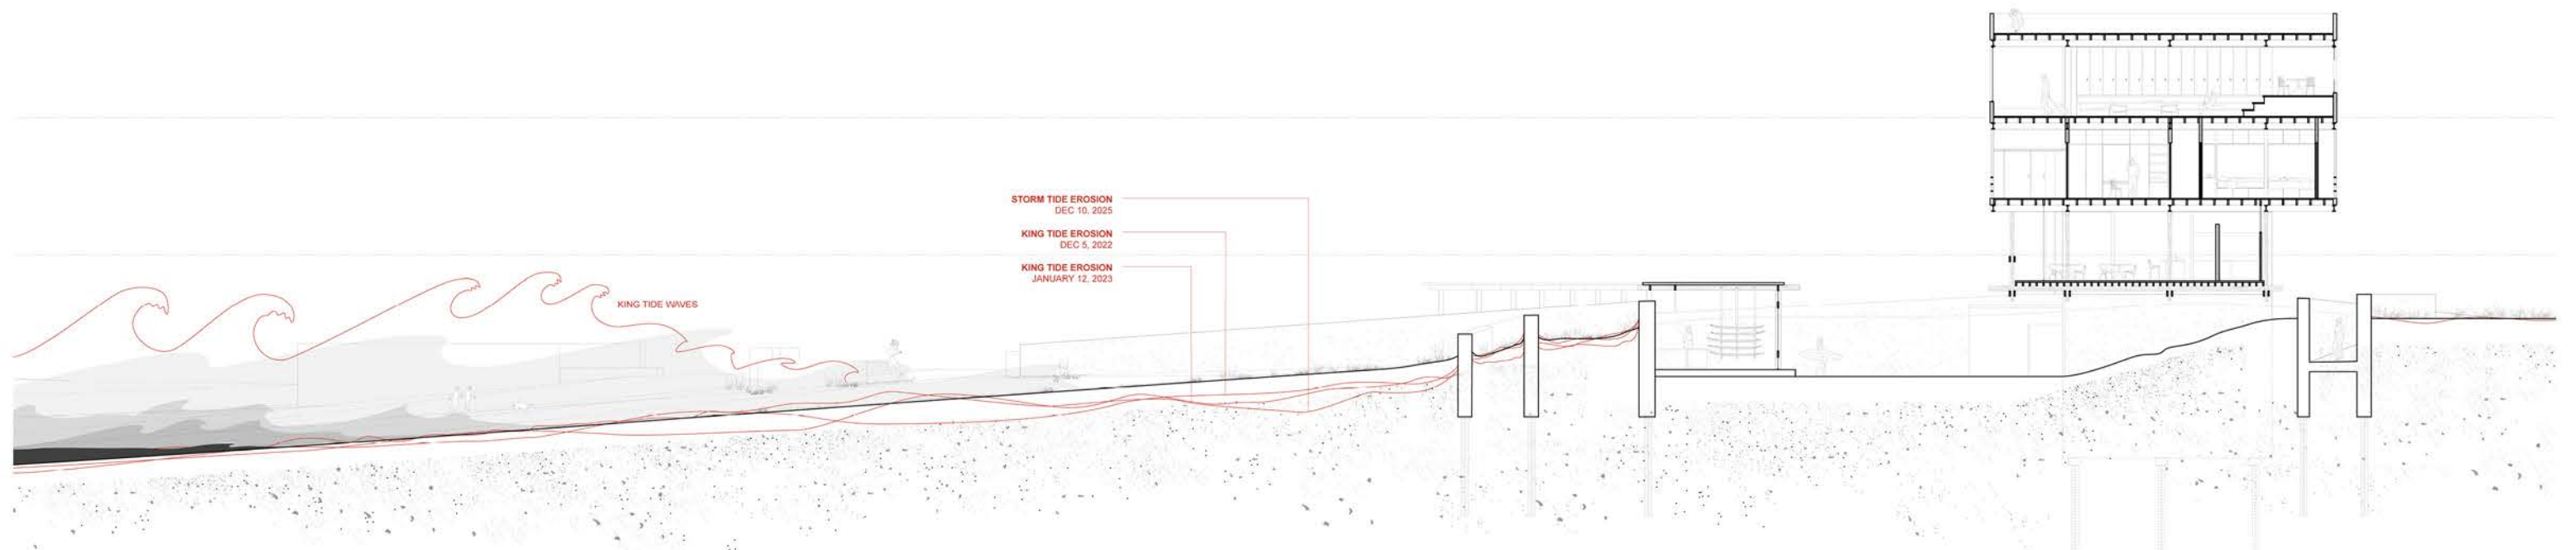 STORM TIDE EROSION
DEC 10, 2025
KING TIDE EROSION
DEC 5, 2022
KING TIDE EROSION
JANUARY 12, 2023
KING TIDE WAVES